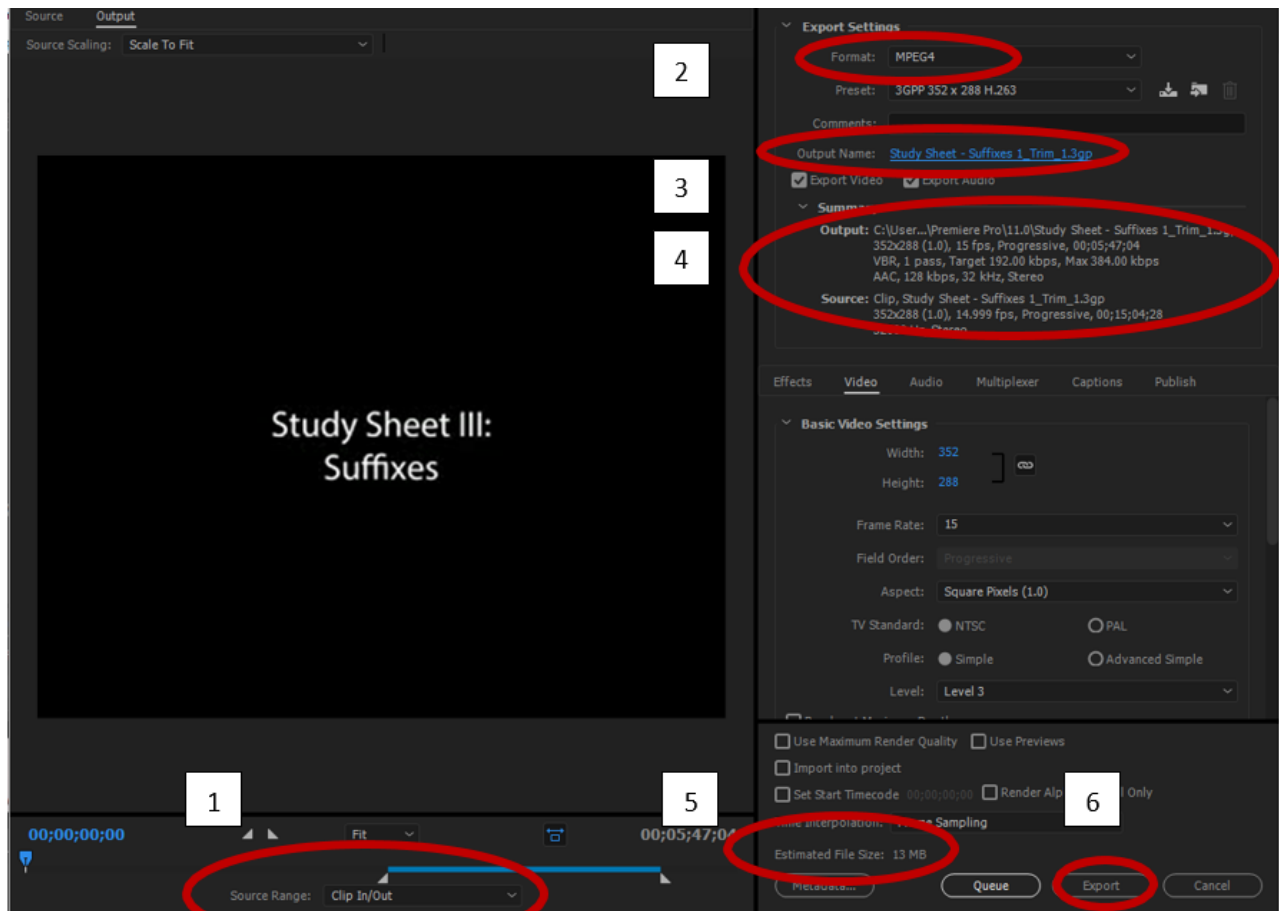 Source Output
Source Scaling: Scale To Fit
2
3
4
Study Sheet III:
Suffixes
1
5
00;00;00;00 Fit 00;05;47;04
Source Range: Clip In/Out
Export Settings
Format: MPEG4
Preset: 3GPP 352 x 288 H.263
Comments:
Output Name: Study Sheet - Suffixes 1_Trim_1.3gp
Export Video Export Audio
Output: C:\User...\Premiere Pro\11.0\Study Sheet - Suffixes 1_Trim_1.3g
352x288 (1.0), 15 fps, Progressive, 00;05;47;04
VBR, 1 pass, Target 192.00 kbps, Max 384.00 kbps
AAC, 128 kbps, 32 kHz, Stereo
Source: Clip, Study Sheet - Suffixes 1_Trim_1.3gp
352x288 (1.0), 14.999 fps, Progressive, 00;15;04;28
Stereo
Effects Video Audio Multiplexer Captions Publish
Basic Video Settings
Width: 352
Height: 288
Frame Rate: 15
Field Order: Progressive
Aspect: Square Pixels (1.0)
TV Standard: NTSC PAL
Profile: Simple Advanced Simple
Level: Level 3
Use Maximum Render Quality Use Previews
Import into project
Set Start Timecode 00;00;00;00 Render Alp l Only
6
Interpolation: Sampling
Estimated File Size: 13 MB
Metadata... Queue Export Cancel